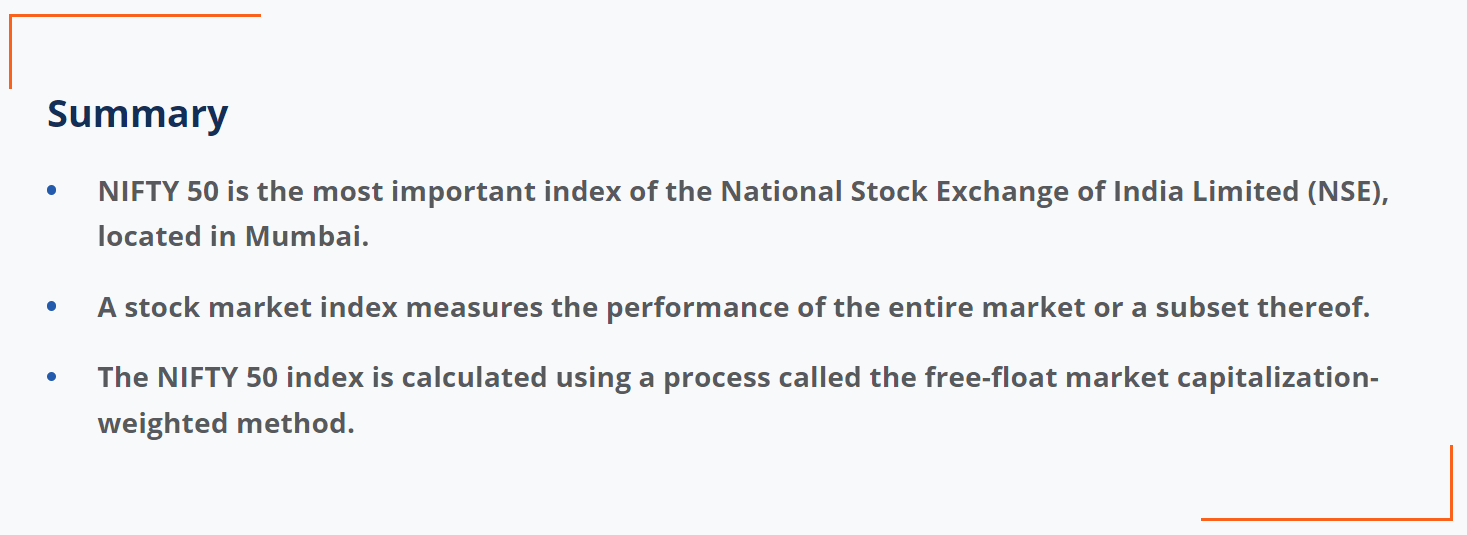 Summary
NIFTY 50 is the most important index of the National Stock Exchange of India Limited (NSE),
located in Mumbai.
A stock market index measures the performance of the entire market or a subset thereof.
The NIFTY 50 index is calculated using a process called the free-float market capitalization-
weighted method.